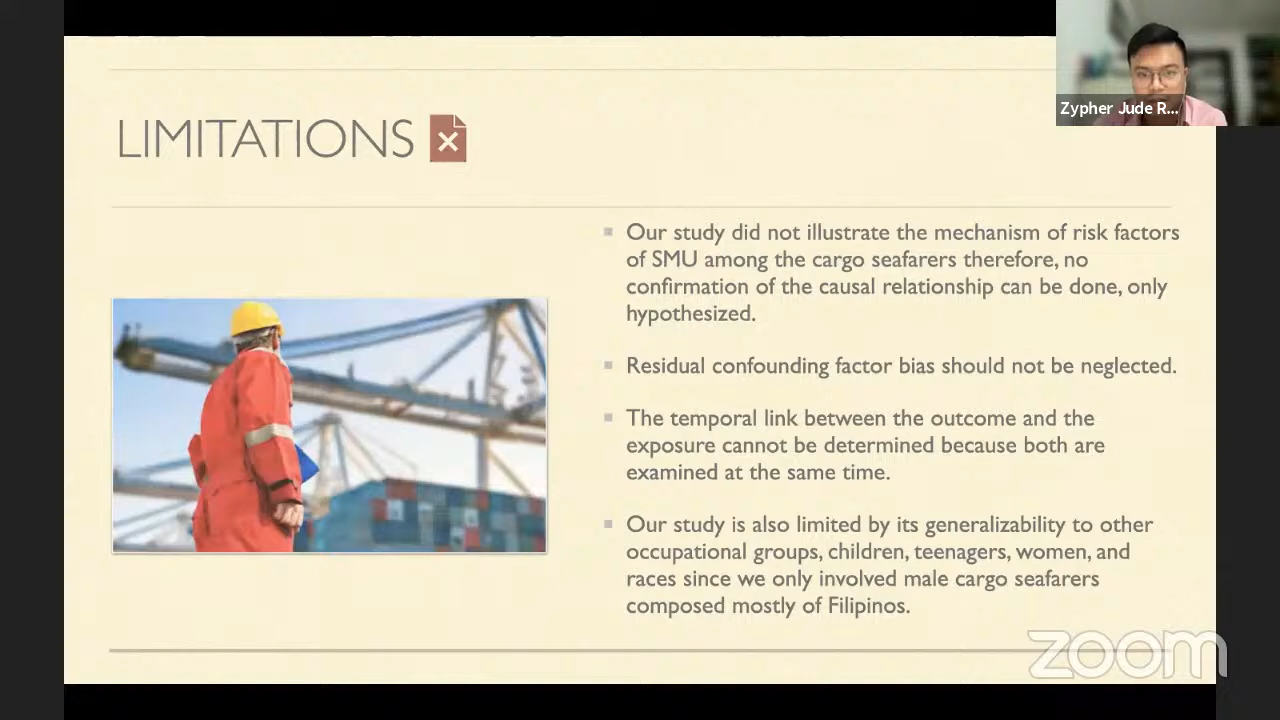 Zypher Jude R...
LIMITATIONS
Our study did not illustrate the mechanism of risk factors
of SMU among the cargo seafarers therefore, no
confirmation of the causal relationship can be done, only
hypothesized.
Residual confounding factor bias should not be neglected.
The temporal link between the outcome and the
exposure cannot be determined because both are
examined at the same time.
Our study is also limited by its generalizability to other
occupational groups, children, teenagers, women, and
races since we only involved male cargo seafarers
composed mostly of Filipinos.
zoom